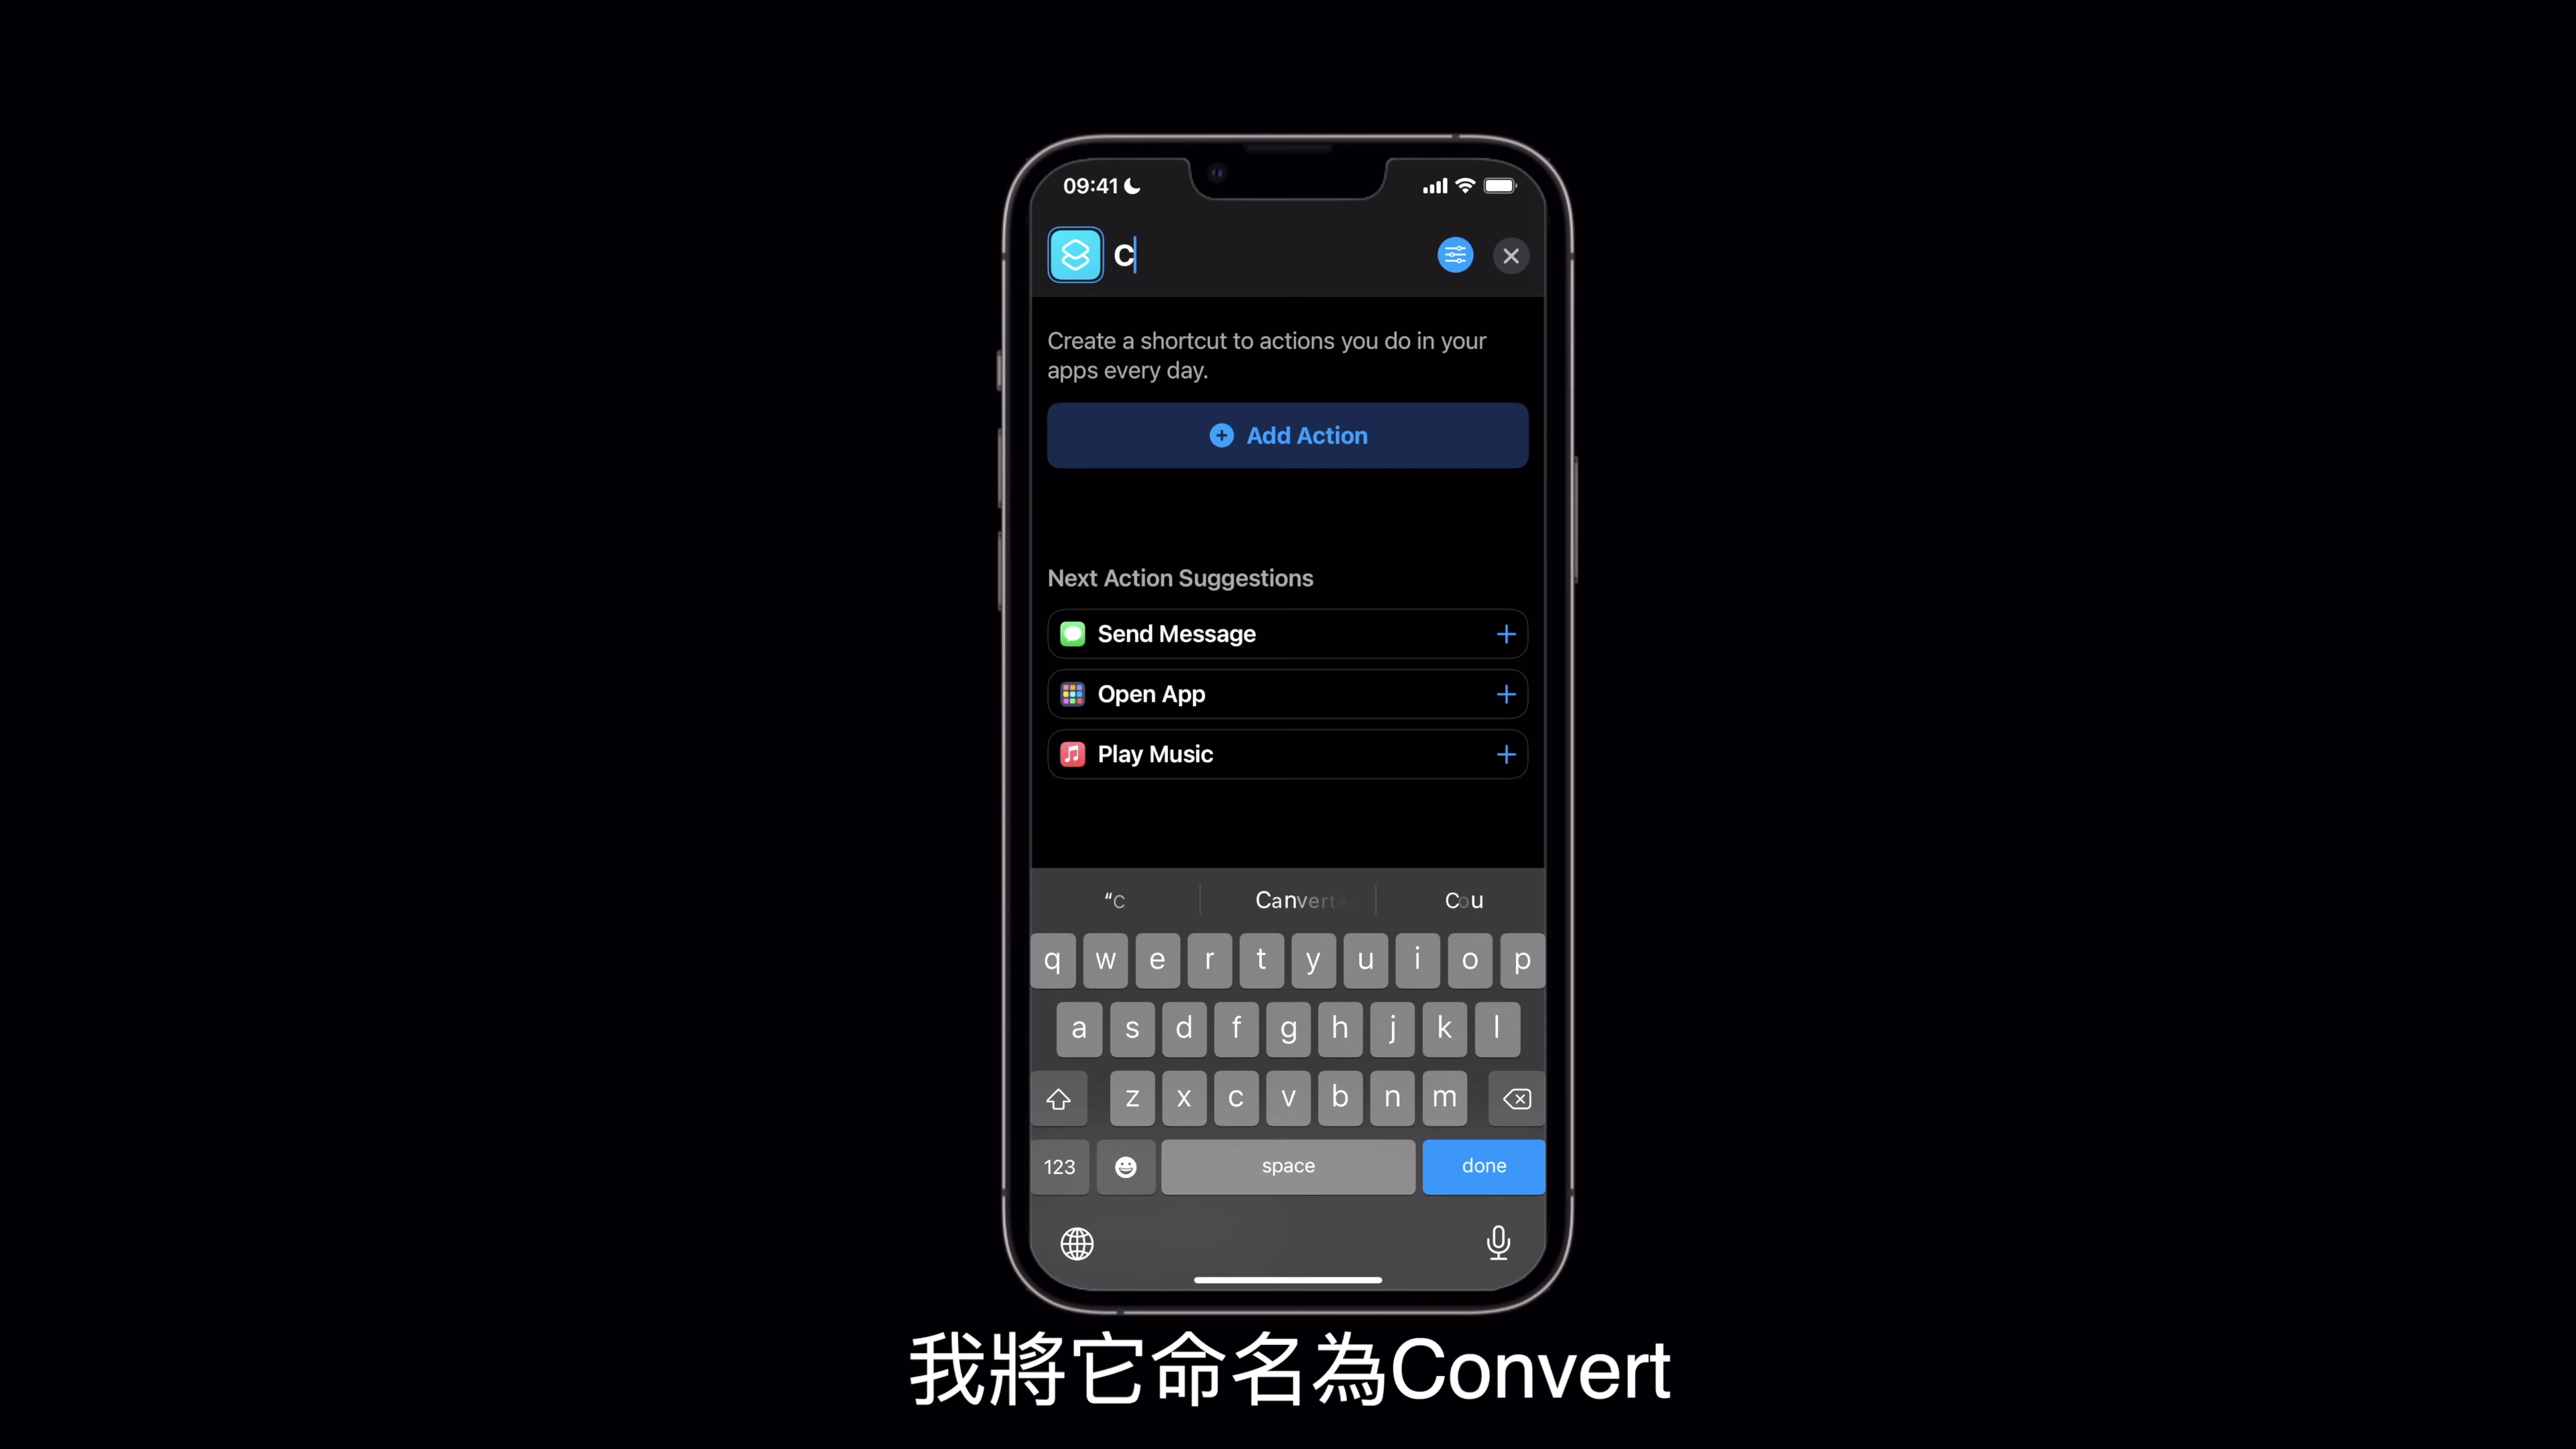 09:41
C
Create a shortcut to actions you do in your
apps every day.
Add Action
Next Action Suggestions
Send Message
Open App
Play Music
“C
q w e r t y u i o p
a s d f g h j k l
z x c v b n m
123 space done
我將它命名為Convert